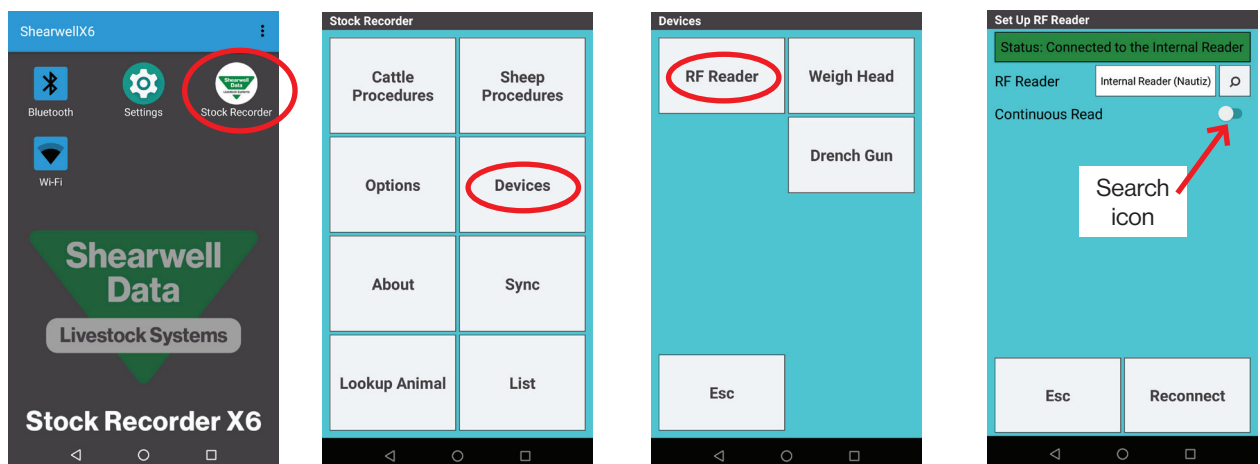 ShearwellX6
Bluetooth
Settings
Shearwell
Data
Stock Recorder
Wi-Fi
Shearwell
Data
Livestock Systems
Stock Recorder X6
Stock Recorder
Cattle
Procedures
Sheep
Procedures
Options
Devices
About
Sync
Lookup Animal
List
Devices
RF Reader
Weigh Head
Drench Gun
Esc
Set Up RF Reader
Status: Connected to the Internal Reader
RF Reader
Internal Reader (Nautiz)
Continuous Read
Search
icon
Esc
Reconnect